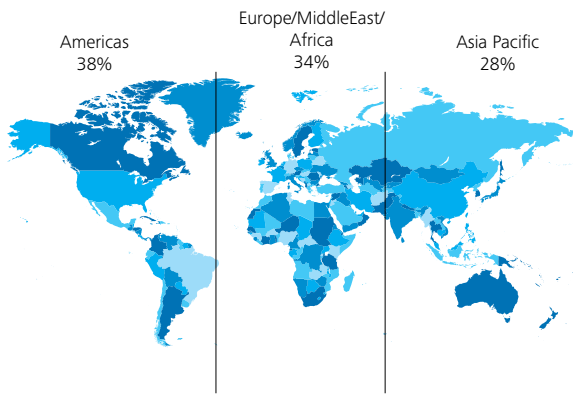 Americas
38%
Europe/MiddleEast/
Africa
34%
Asia Pacific
28%